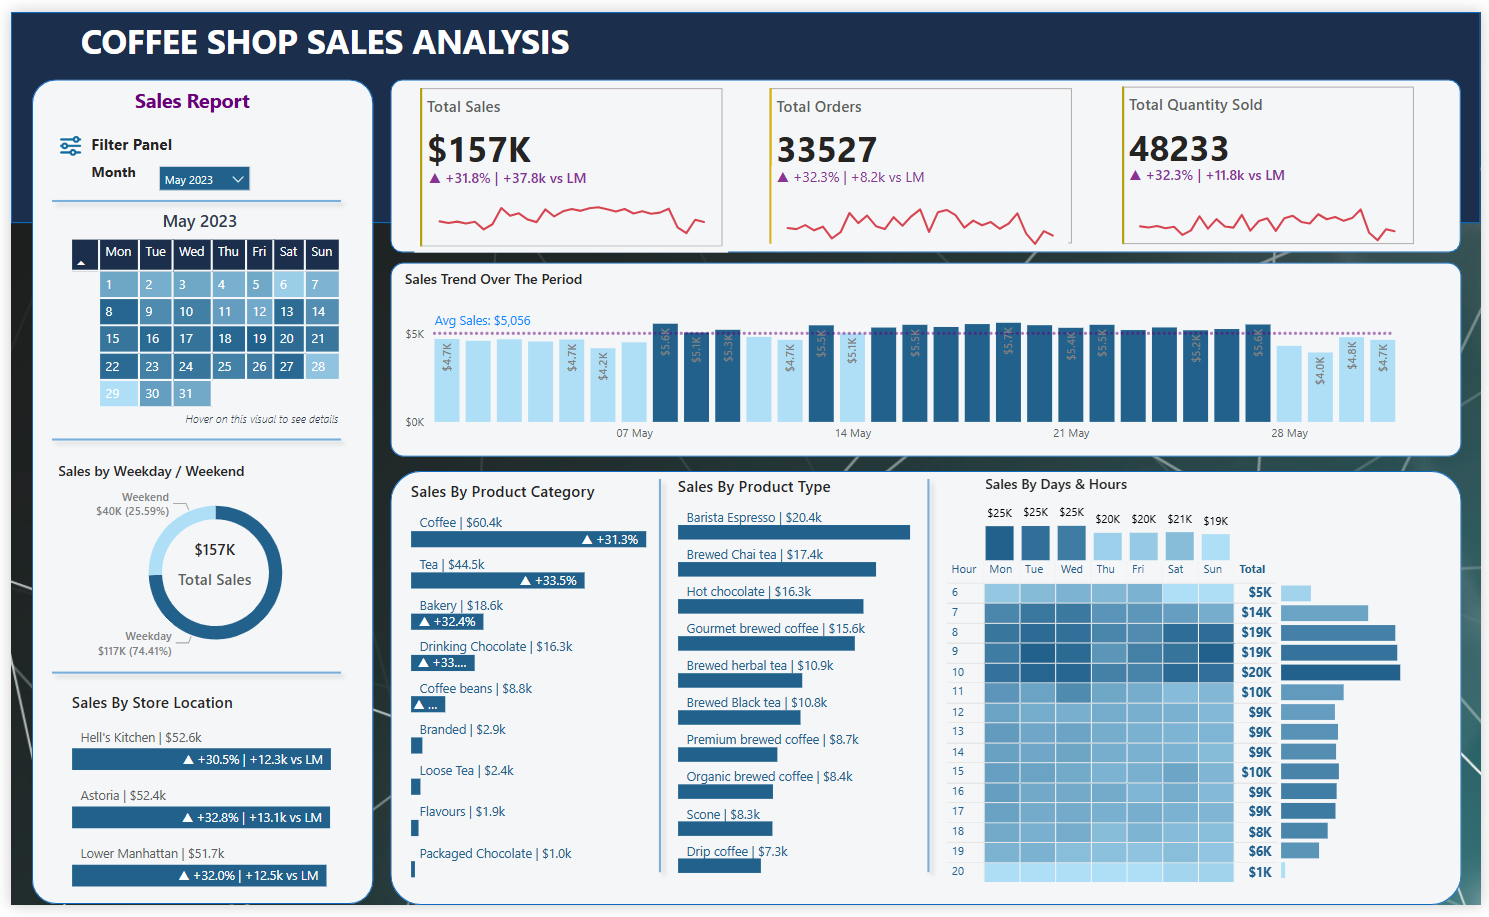 COFFEE SHOP SALES ANALYSIS
Sales Report
Filter Panel
Month
May 2023
May 2023
Mon Tue Wed Thu Fri Sat Sun
1 2 3 4 5 6 7
8 9 10 11 12 13 14
15 16 17 18 19 20 21
22 23 24 25 26 27 28
29 30 31
Hover on this visual to see details
Sales by Weekday / Weekend
Weekend
$40K (25.59%)
$157K
Total Sales
Weekday
$117K (74.41%)
Sales By Store Location
Hell's Kitchen | $52.6k
▲ +30.5% | +12.3k vs LM
Astoria | $52.4k
▲ +32.8% | +13.1k vs LM
Lower Manhattan | $51.7k
▲ +32.0% | +12.5k vs LM
Total Sales
$157K
▲ +31.8% | +37.8k vs LM
Total Orders
33527
▲ +32.3% | +8.2k vs LM
Total Quantity Sold
48233
▲ +32.3% | +11.8k vs LM
Sales Trend Over The Period
Avg Sales: $5,056
$5K
$0K
$4.7K $4.7K $4.2K $5.6K $5.1K $5.3K $4.7K $5.5K $5.1K $5.5K $5.7K $5.4K $5.5K $5.2K $5.6K $4.0K $4.8K $4.7K
07 May 14 May 21 May 28 May
Sales By Product Category
Coffee | $60.4k
▲ +31.3%
Tea | $44.5k
▲ +33.5%
Bakery | $18.6k
▲ +32.4%
Drinking Chocolate | $16.3k
▲ +33....
Coffee beans | $8.8k
▲ ...
Branded | $2.9k
Loose Tea | $2.4k
Flavours | $1.9k
Packaged Chocolate | $1.0k
Sales By Product Type
Barista Espresso | $20.4k
Brewed Chai tea | $17.4k
Hot chocolate | $16.3k
Gourmet brewed coffee | $15.6k
Brewed herbal tea | $10.9k
Brewed Black tea | $10.8k
Premium brewed coffee | $8.7k
Organic brewed coffee | $8.4k
Scone | $8.3k
Drip coffee | $7.3k
Sales By Days & Hours
$25K $25K $25K $20K $20K $21K $19K
Hour Mon Tue Wed Thu Fri Sat Sun Total
6 $5K
7 $14K
8 $19K
9 $19K
10 $20K
11 $10K
12 $9K
13 $9K
14 $9K
15 $10K
16 $9K
17 $9K
18 $8K
19 $6K
20 $1K